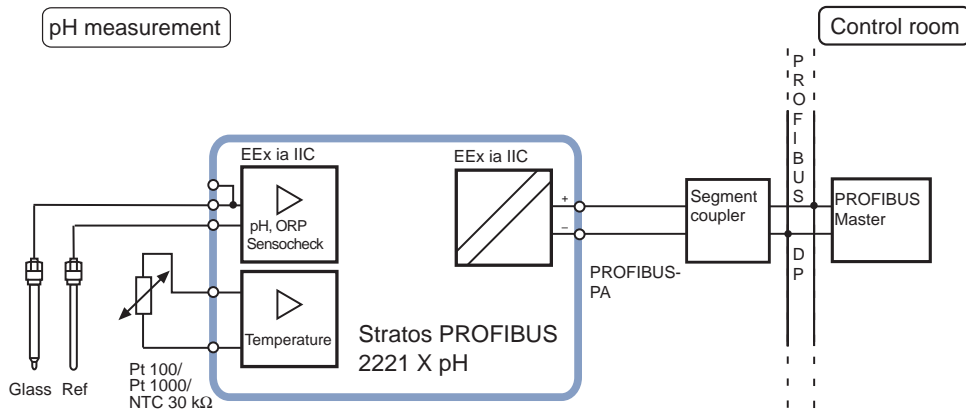 pH measurement
Control room
PROFIBUS DP
EEx ia IIC
EEx ia IIC
pH, ORP
Sensocheck
+
–
Segment
coupler
PROFIBUS
Master
PROFIBUS-
PA
Temperature
Stratos PROFIBUS
2221 X pH
Glass
Ref
Pt 100/
Pt 1000/
NTC 30 kΩ